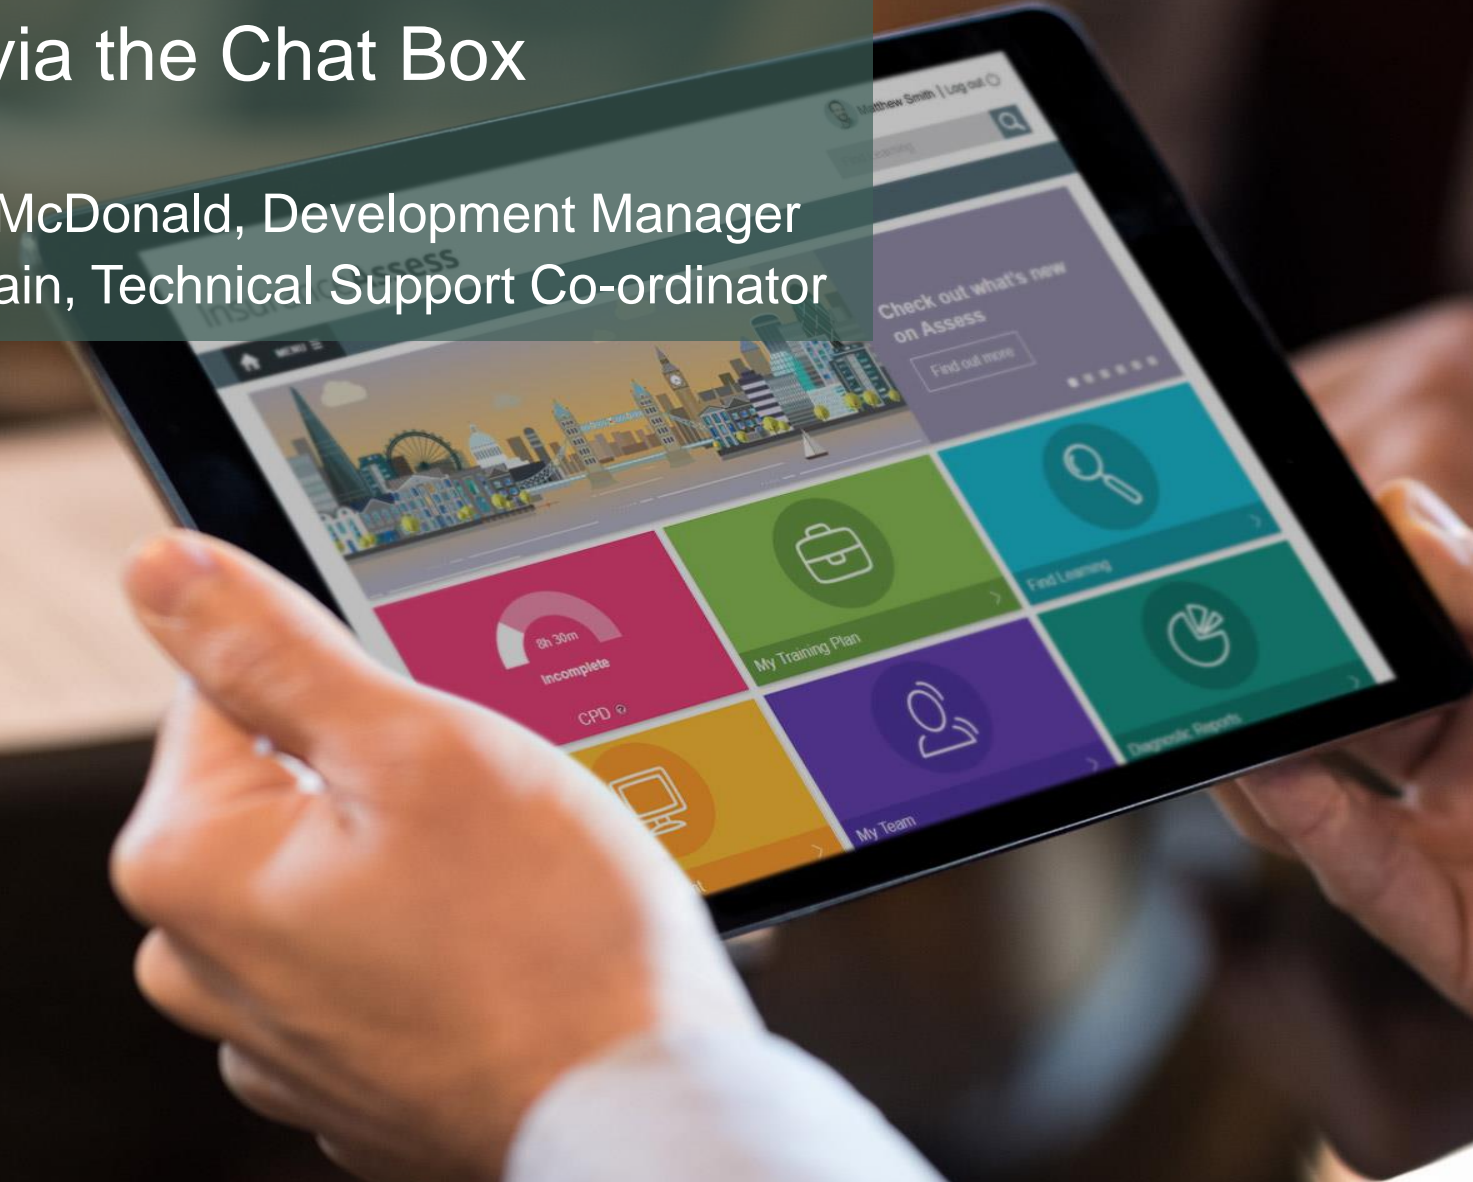 via the Chat Box
McDonald, Development Manager
ain, Technical Support Co-ordinator
Matthew Smith | Log out
Assess
MENU
Check out what's new
on Assess
Find out more
8h 30m
Incomplete
CPD
My Training Plan
Find Learning
My Team
Diagnostic Reports